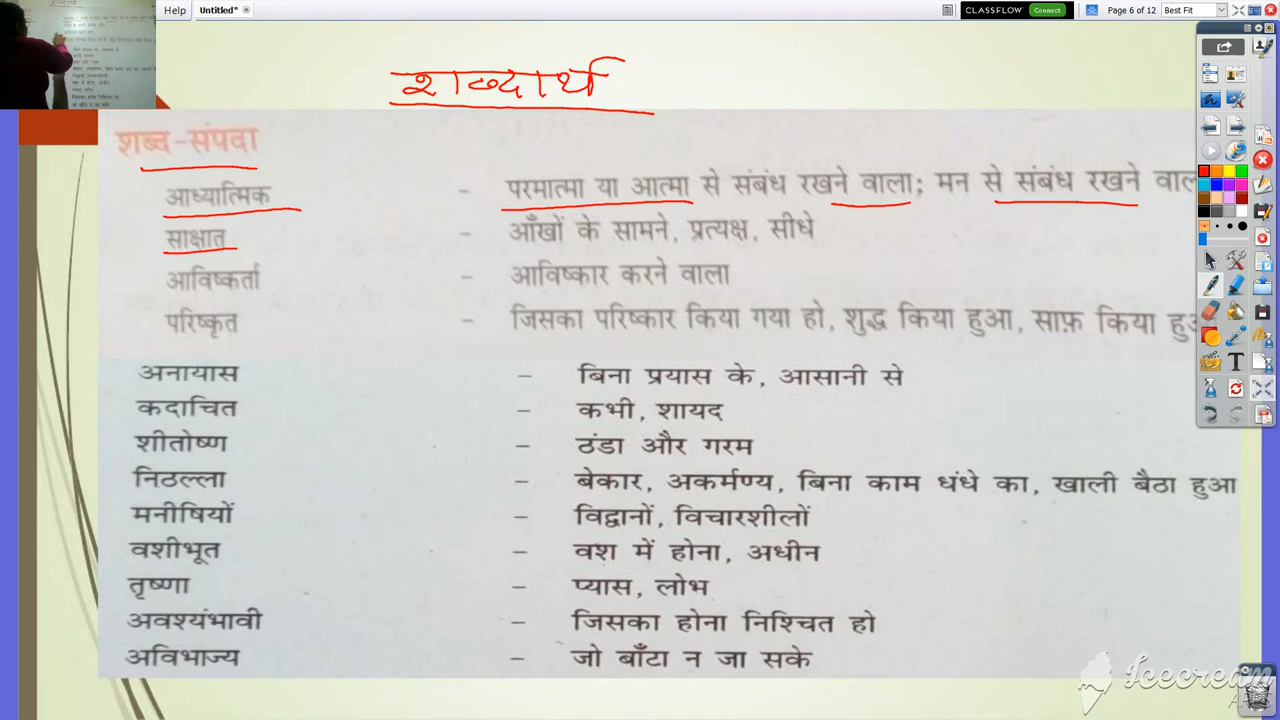 Help Untitled* CLASSFLOW Connect Page 6 of 12 Best Fit
शब्दार्थ
शब्द-संपदा
आध्यात्मिक - परमात्मा या आत्मा से संबंध रखने वाला; मन से संबंध रखने
साक्षात - आँखों के सामने, प्रत्यक्ष, सीधे
आविष्कर्ता - आविष्कार करने वाला
परिष्कृत - जिसका परिष्कार किया गया हो, शुद्ध किया हुआ, साफ़ किया
अनायास - बिना प्रयास के, आसानी से
कदाचित - कभी, शायद
शीतोष्ण - ठंडा और गरम
निठल्ला - बेकार, अकर्मण्य, बिना काम धंधे का, खाली बैठा हुआ
मनीषियों - विद्वानों, विचारशीलों
वशीभूत - वश में होना, अधीन
तृष्णा - प्यास, लोभ
अवश्यंभावी - जिसका होना निश्चित हो
अविभाज्य - जो बाँटा न जा सके
Icecream
APPS